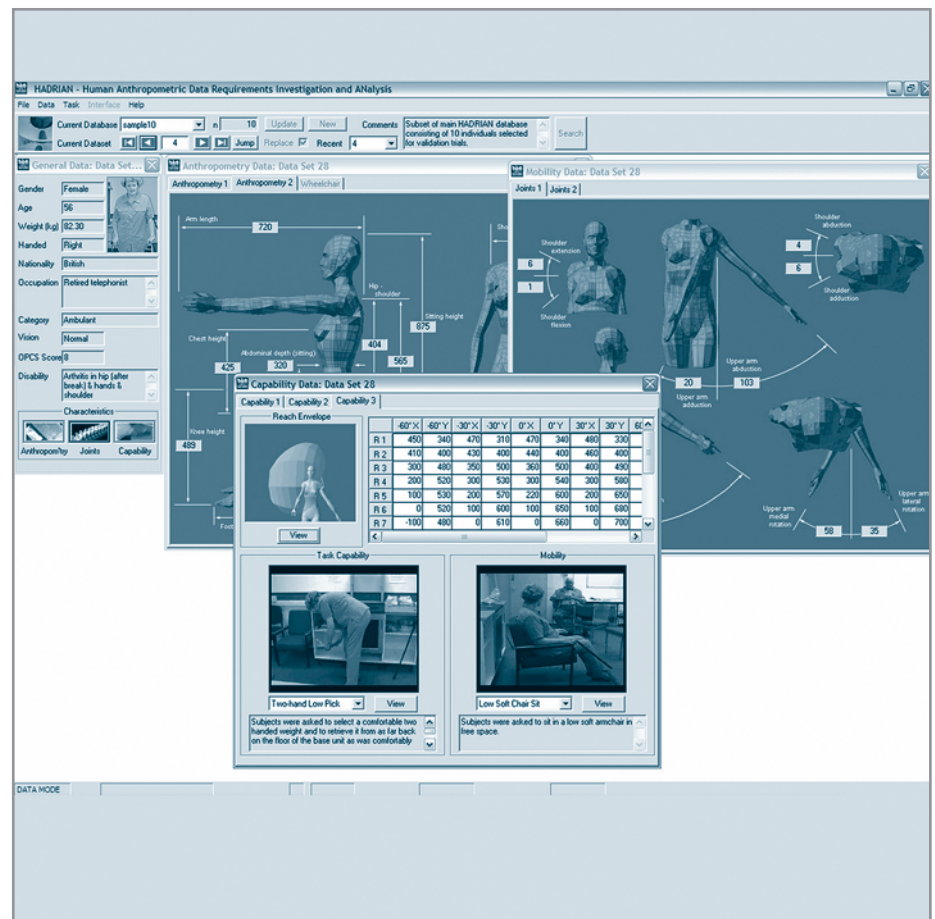 HADRIAN - Human Anthropometric Data Requirements Investigation and ANalysis
File Data Task Interface Help
Current Database sample10 n 10 Update New Comments Subset of main HADRIAN database
consisting of 10 individuals selected
for validation trials.
Search
Current Dataset 4 Jump Replace Recent 4
General Data: Data Set...
Gender Female
Age 56
Weight (kg) 82.30
Handed Right
Nationality British
Occupation Retired telephonist
Category Ambulant
Vision Normal
OPCS Score 8
Disability Arthritis in hip (after
break) & hands &
shoulder
Characteristics
Anthropom'try Joints Capability
Anthropometry Data: Data Set 28
Anthropometry 1 Anthropometry 2 Wheelchair
Arm length
720
Sho
Hip -
shoulder
Sitting height
875
Chest height
404
565
Abdominal depth (sitting)
425 320
Knee height
489
Foot
Mobility Data: Data Set 28
Joints 1 Joints 2
Shoulder
extension
6
1
Shoulder
flexion
Shoulder
abduction
4
6
Shoulder
adduction
Upper arm
abduction
20 103
Upper arm
adduction
Upper arm
medial
rotation
Upper arm
lateral
rotation
58 35
Capability Data: Data Set 28
Capability 1 Capability 2 Capability 3
Reach Envelope
View
-60° X -60° Y -30° X -30° Y 0° X 0° Y 30° X 30° Y 60
R 1 450 340 470 310 470 340 480 330
R 2 410 400 430 400 440 400 460 400
R 3 300 480 350 500 360 500 400 490
R 4 200 520 300 530 300 540 300 580
R 5 100 530 200 570 220 600 200 650
R 6 0 520 100 600 100 650 100 680
R 7 -100 480 0 610 0 660 0 700
Task Capability
Two-hand Low Pick View
Subjects were asked to select a comfortable two
handed weight and to retrieve it from as far back
on the floor of the base unit as was comfortably
Mobility
Low Soft Chair Sit View
Subjects were asked to sit in a low soft armchair in
free space.
DATA MODE